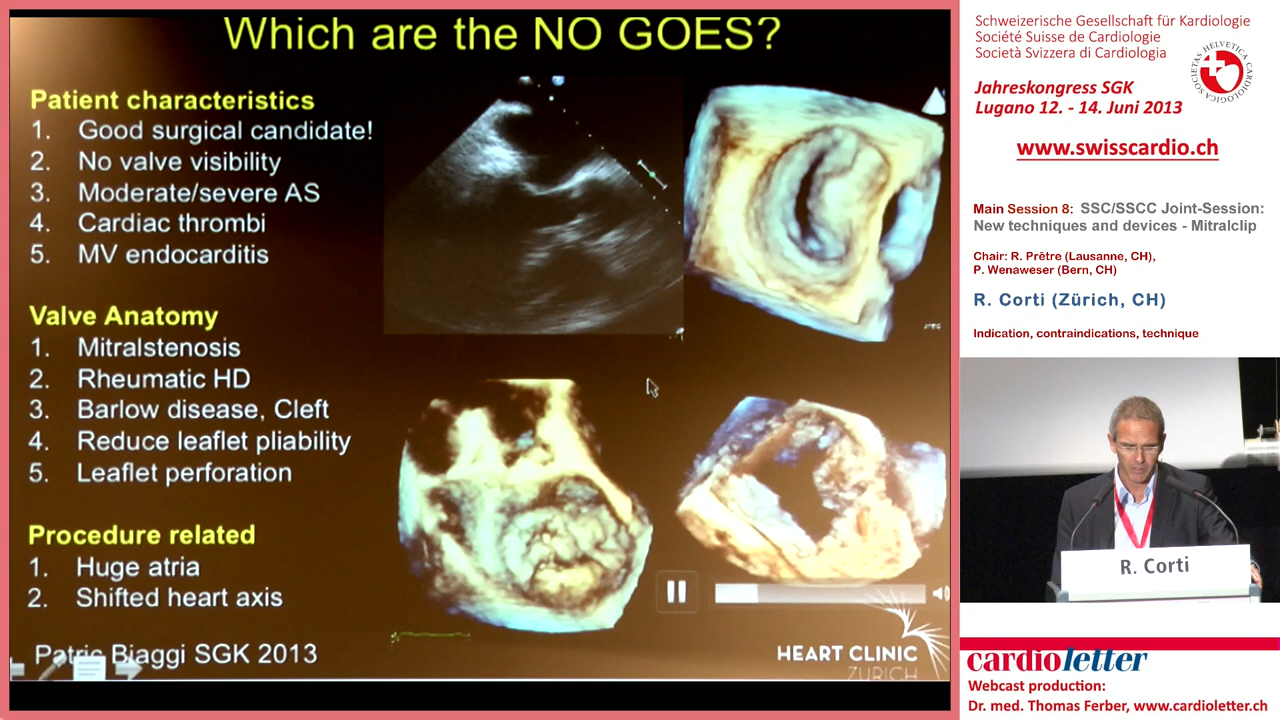 Which are the NO GOES?
Patient characteristics
1. Good surgical candidate!
2. No valve visibility
3. Moderate/severe AS
4. Cardiac thrombi
5. MV endocarditis
Valve Anatomy
1. Mitralstenosis
2. Rheumatic HD
3. Barlow disease, Cleft
4. Reduce leaflet pliability
5. Leaflet perforation
Procedure related
1. Huge atria
2. Shifted heart axis
Patric Biaggi SGK 2013
HEART CLINIC
ZURICH
Schweizerische Gesellschaft für Kardiologie
Société Suisse de Cardiologie
Società Svizzera di Cardiologia
SOCIETAS HELVETICA CARDIOLOGICA
Jahreskongress SGK
Lugano 12. - 14. Juni 2013
www.swisscardio.ch
Main Session 8: SSC/SSCC Joint-Session:
New techniques and devices - Mitralclip
Chair: R. Prêtre (Lausanne, CH),
P. Wenaweser (Bern, CH)
R. Corti (Zürich, CH)
Indication, contraindications, technique
R. Corti
cardioletter
Webcast production:
Dr. med. Thomas Ferber, www.cardioletter.ch